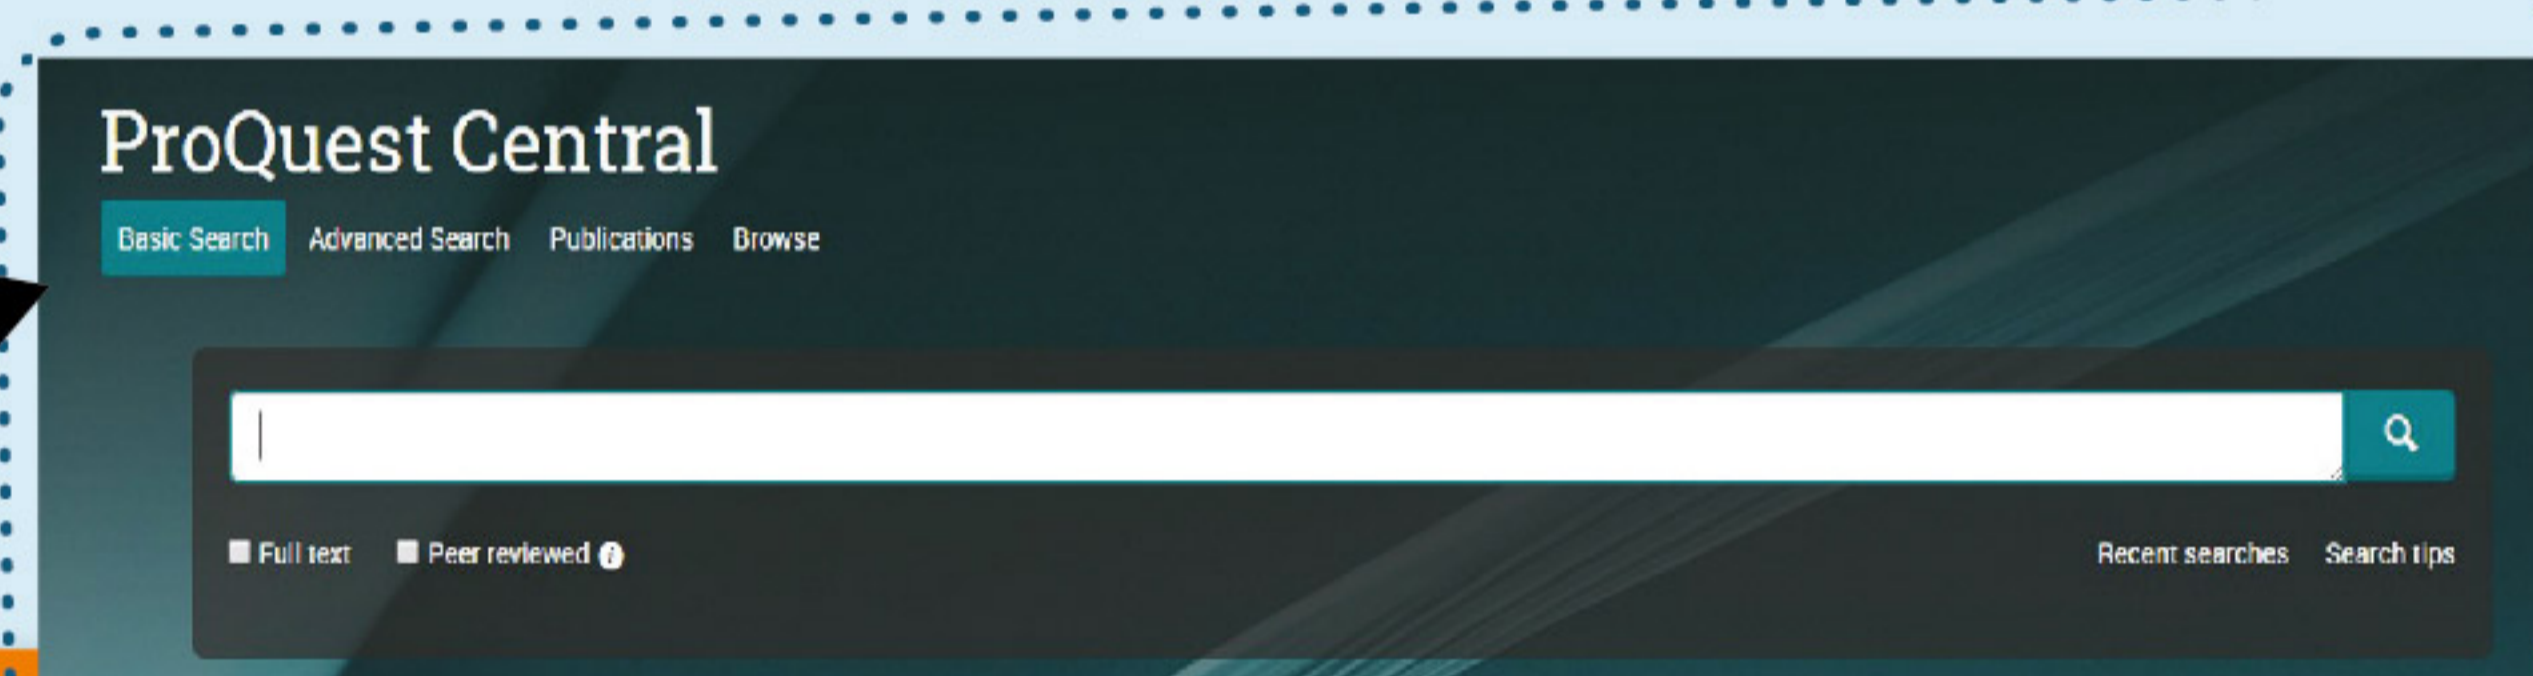 ProQuest Central
Basic Search Advanced Search Publications Browse
Full text Peer reviewed i
Recent searches Search tips